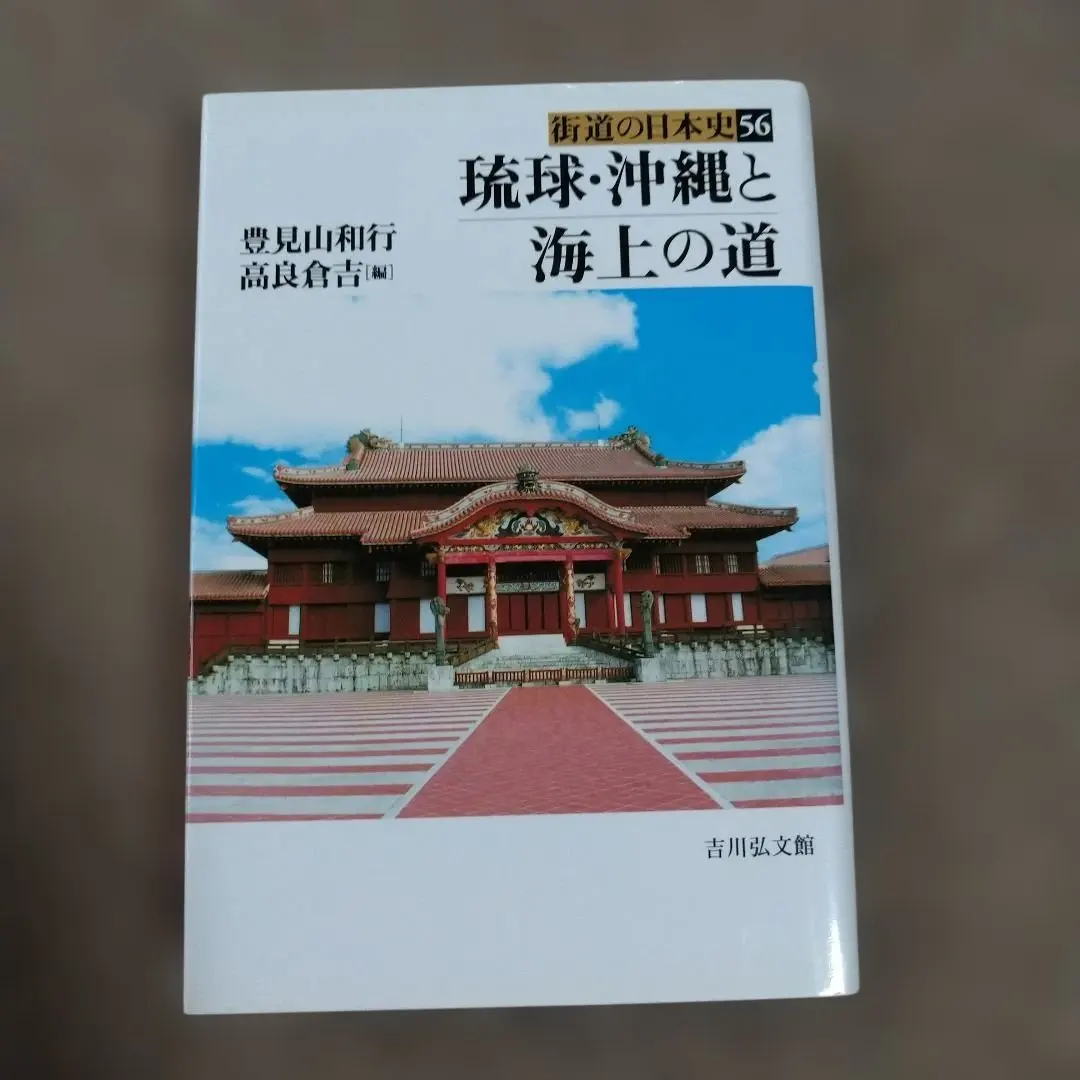 街道の日本史56
琉球・沖縄と
海上の道
豊見山和行
高良倉吉[編]
吉川弘文館